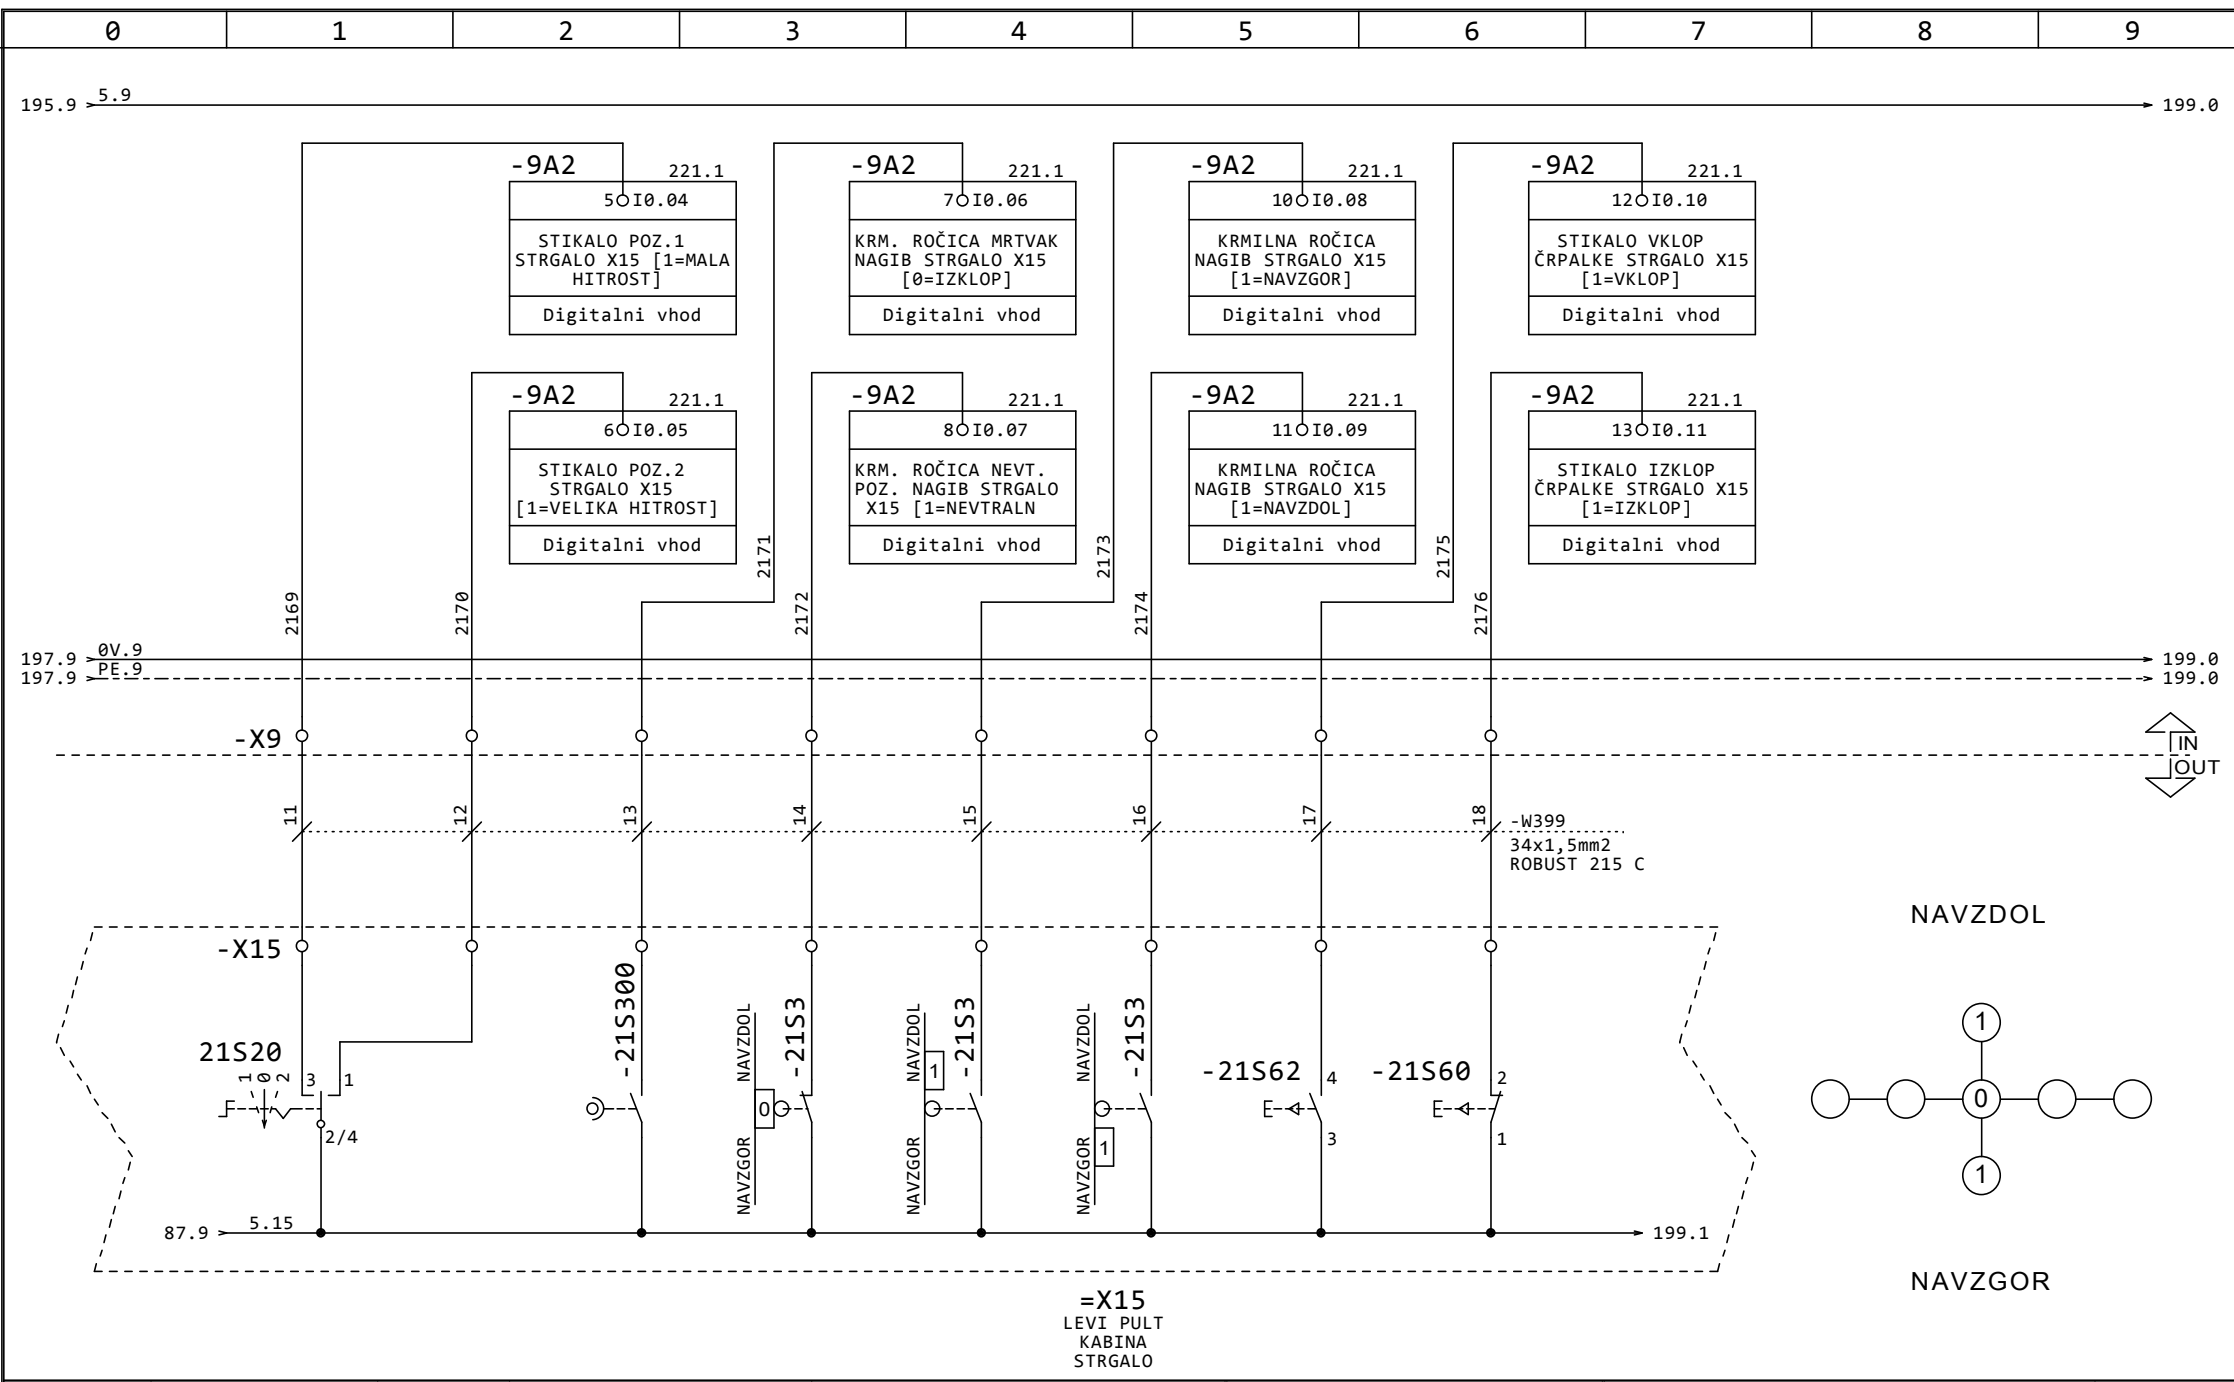 0 1 2 3 4 5 6 7 8 9
195.9 5.9 199.0
-9A2 221.1
5 I0.04
STIKALO POZ.1
STRGALO X15 [1=MALA
HITROST]
Digitalni vhod
-9A2 221.1
7 I0.06
KRM. ROČICA MRTVAK
NAGIB STRGALO X15
[0=IZKLOP]
Digitalni vhod
-9A2 221.1
10 I0.08
KRMILNA ROČICA
NAGIB STRGALO X15
[1=NAVZGOR]
Digitalni vhod
-9A2 221.1
12 I0.10
STIKALO VKLOP
ČRPALKE STRGALO X15
[1=VKLOP]
Digitalni vhod
-9A2 221.1
6 I0.05
STIKALO POZ.2
STRGALO X15
[1=VELIKA HITROST]
Digitalni vhod
-9A2 221.1
8 I0.07
KRM. ROČICA NEVT.
POZ. NAGIB STRGALO
X15 [1=NEVTRALN
Digitalni vhod
-9A2 221.1
11 I0.09
KRMILNA ROČICA
NAGIB STRGALO X15
[1=NAVZDOL]
Digitalni vhod
-9A2 221.1
13 I0.11
STIKALO IZKLOP
ČRPALKE STRGALO X15
[1=IZKLOP]
Digitalni vhod
2169
2170
2171
2172
2173
2174
2175
2176
197.9 0V.9 199.0
197.9 PE.9 199.0
-X9
IN
OUT
11 12 13 14 15 16 17 18
-W399
34x1,5mm2
ROBUST 215 C
-X15
21S20
1 0 2 3 1
2/4
-21S300
NAVZDOL
0
NAVZGOR
-21S3
NAVZDOL
1
NAVZGOR
-21S3
NAVZDOL
NAVZGOR
1
-21S3
-21S62
4
3
-21S60
2
1
87.9 5.15 199.1
NAVZDOL
1
0
1
NAVZGOR
=X15
LEVI PULT
KABINA
STRGALO